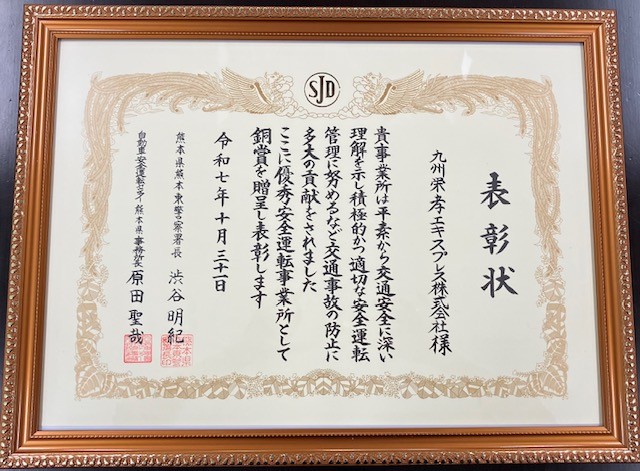 SJD
表彰状
九州栄孝エキスプレス株式会社様
貴事業所は平素から交通安全に深い
理解を示し積極的かつ適切な安全運転
管理に努めるなど交通事故の防止に
多大の貢献をされました
ここに優秀安全運転事業所として
銅賞を贈呈し表彰します
令和七年十月三十一日
熊本県熊本東警察署長 渋谷明紀
自動車安全運転センター熊本県事務所長 原田聖哉